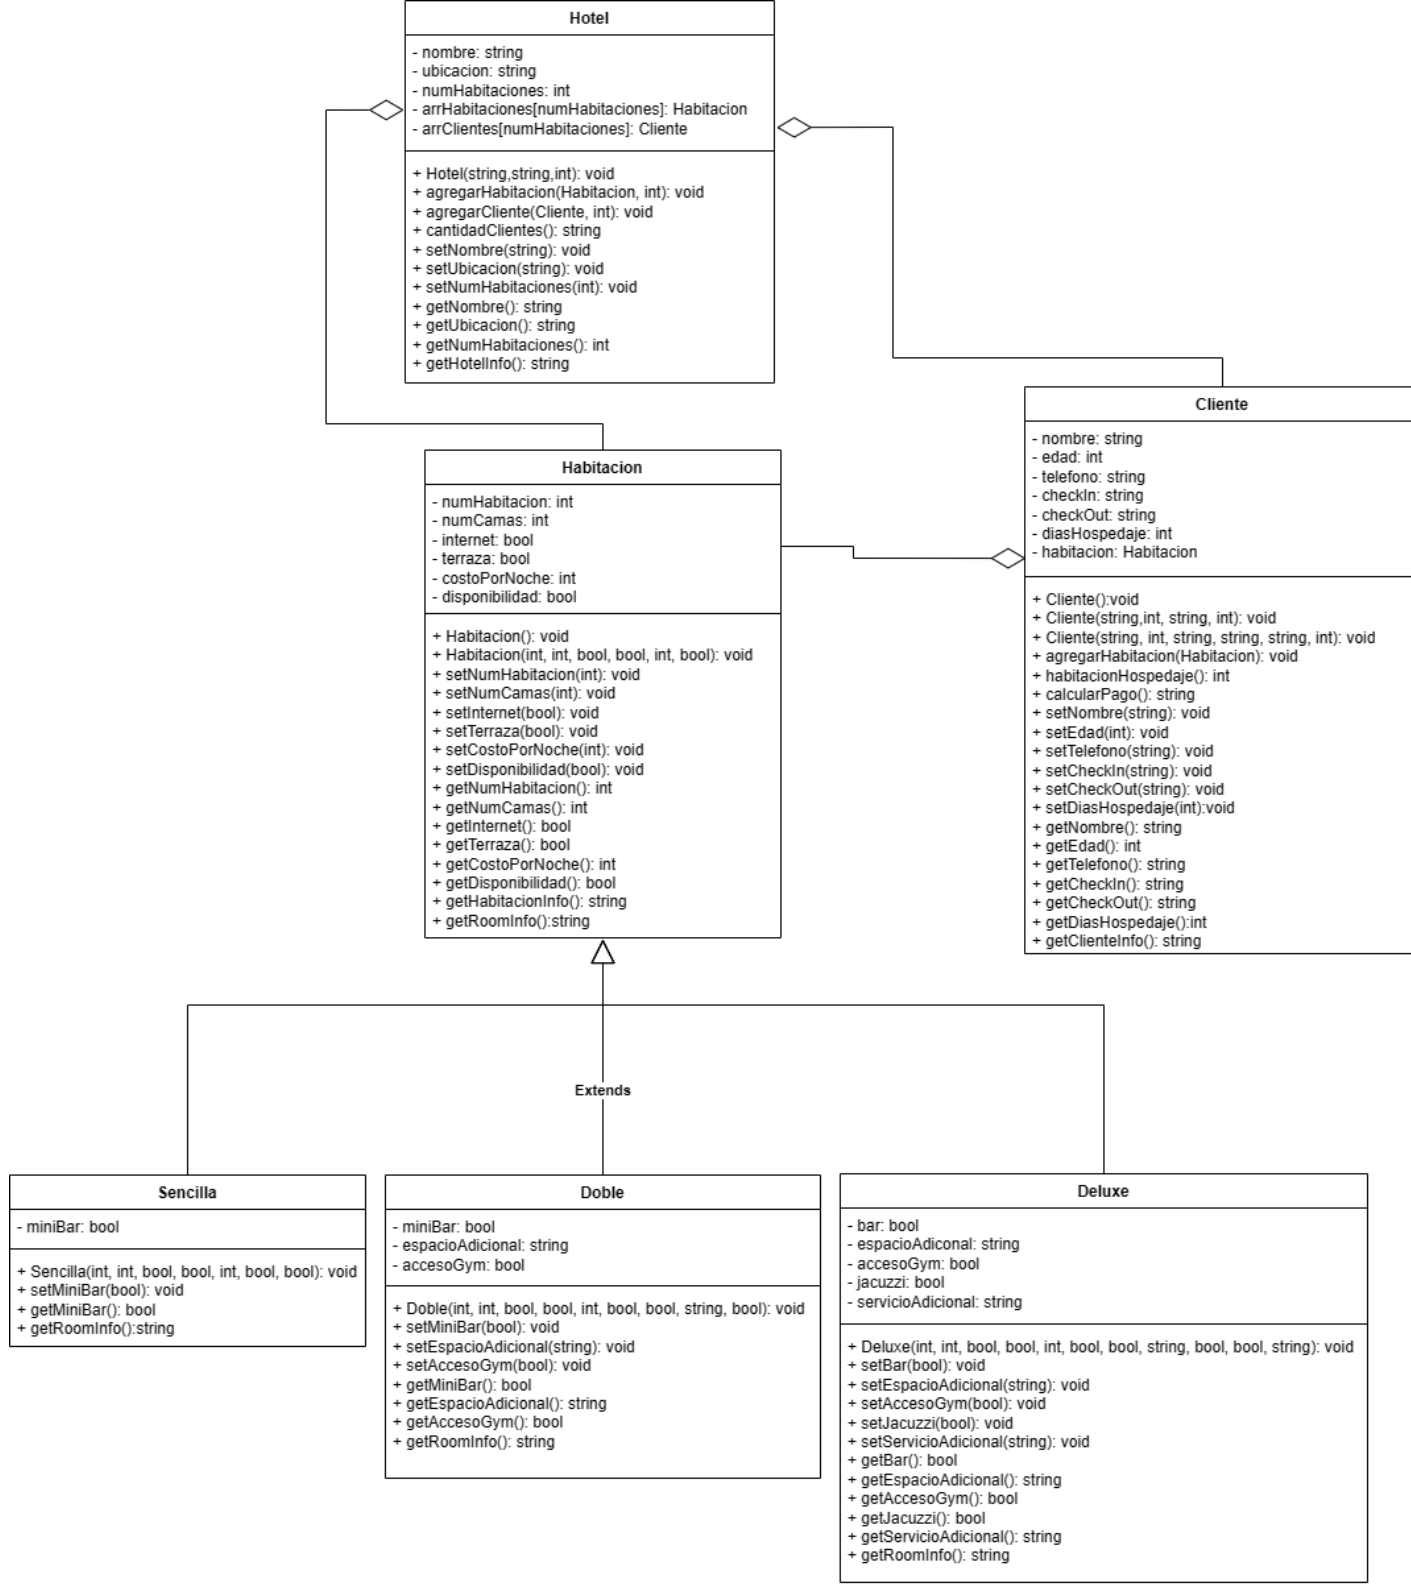 Hotel
- nombre: string
- ubicacion: string
- numHabitaciones: int
- arrHabitaciones[numHabitaciones]: Habitacion
- arrClientes[numHabitaciones]: Cliente
+ Hotel(string,string,int): void
+ agregarHabitacion(Habitacion, int): void
+ agregarCliente(Cliente, int): void
+ cantidadClientes(): string
+ setNombre(string): void
+ setUbicacion(string): void
+ setNumHabitaciones(int): void
+ getNombre(): string
+ getUbicacion(): string
+ getNumHabitaciones(): int
+ getHotelInfo(): string
Cliente
- nombre: string
- edad: int
- telefono: string
- checkIn: string
- checkOut: string
- diasHospedaje: int
- habitacion: Habitacion
+ Cliente():void
+ Cliente(string,int, string, int): void
+ Cliente(string, int, string, string, string, int): void
+ agregarHabitacion(Habitacion): void
+ habitacionHospedaje(): int
+ calcularPago(): string
+ setNombre(string): void
+ setEdad(int): void
+ setTelefono(string): void
+ setCheckIn(string): void
+ setCheckOut(string): void
+ setDiasHospedaje(int):void
+ getNombre(): string
+ getEdad(): int
+ getTelefono(): string
+ getCheckIn(): string
+ getCheckOut(): string
+ getDiasHospedaje():int
+ getClienteInfo(): string
Habitacion
- numHabitacion: int
- numCamas: int
- internet: bool
- terraza: bool
- costoPorNoche: int
- disponibilidad: bool
+ Habitacion(): void
+ Habitacion(int, int, bool, bool, int, bool): void
+ setNumHabitacion(int): void
+ setNumCamas(int): void
+ setInternet(bool): void
+ setTerraza(bool): void
+ setCostoPorNoche(int): void
+ setDisponibilidad(bool): void
+ getNumHabitacion(): int
+ getNumCamas(): int
+ getInternet(): bool
+ getTerraza(): bool
+ getCostoPorNoche(): int
+ getDisponibilidad(): bool
+ getHabitacionInfo(): string
+ getRoomInfo():string
Extends
Sencilla
- miniBar: bool
+ Sencilla(int, int, bool, bool, int, bool, bool): void
+ setMiniBar(bool): void
+ getMiniBar(): bool
+ getRoomInfo():string
Doble
- miniBar: bool
- espacioAdicional: string
- accesoGym: bool
+ Doble(int, int, bool, bool, int, bool, bool, string, bool): void
+ setMiniBar(bool): void
+ setEspacioAdicional(string): void
+ setAccesoGym(bool): void
+ getMiniBar(): bool
+ getEspacioAdicional(): string
+ getAccesoGym(): bool
+ getRoomInfo(): string
Deluxe
- bar: bool
- espacioAdiconal: string
- accesoGym: bool
- jacuzzi: bool
- servicioAdicional: string
+ Deluxe(int, int, bool, bool, int, bool, bool, string, bool, bool, string): void
+ setBar(bool): void
+ setEspacioAdicional(string): void
+ setAccesoGym(bool): void
+ setJacuzzi(bool): void
+ setServicioAdicional(string): void
+ getBar(): bool
+ getEspacioAdicional(): string
+ getAccesoGym(): bool
+ getJacuzzi(): bool
+ getServicioAdicional(): string
+ getRoomInfo(): string